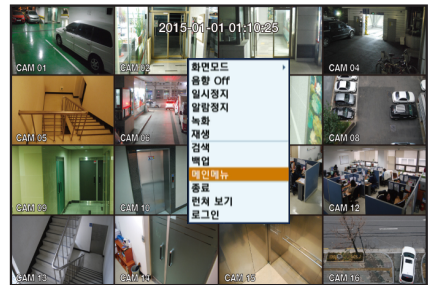 2015-01-01 01:10:25
CAM 01
CAM 02
CAM 04
화면모드
음향 Off
일시정지
알람정지
녹화
재생
검색
백업
메인메뉴
종료
런쳐 보기
로그인
CAM 05
CAM 06
CAM 08
CAM 09
CAM 10
CAM 12
CAM 13
CAM 14
CAM 15
CAM 16